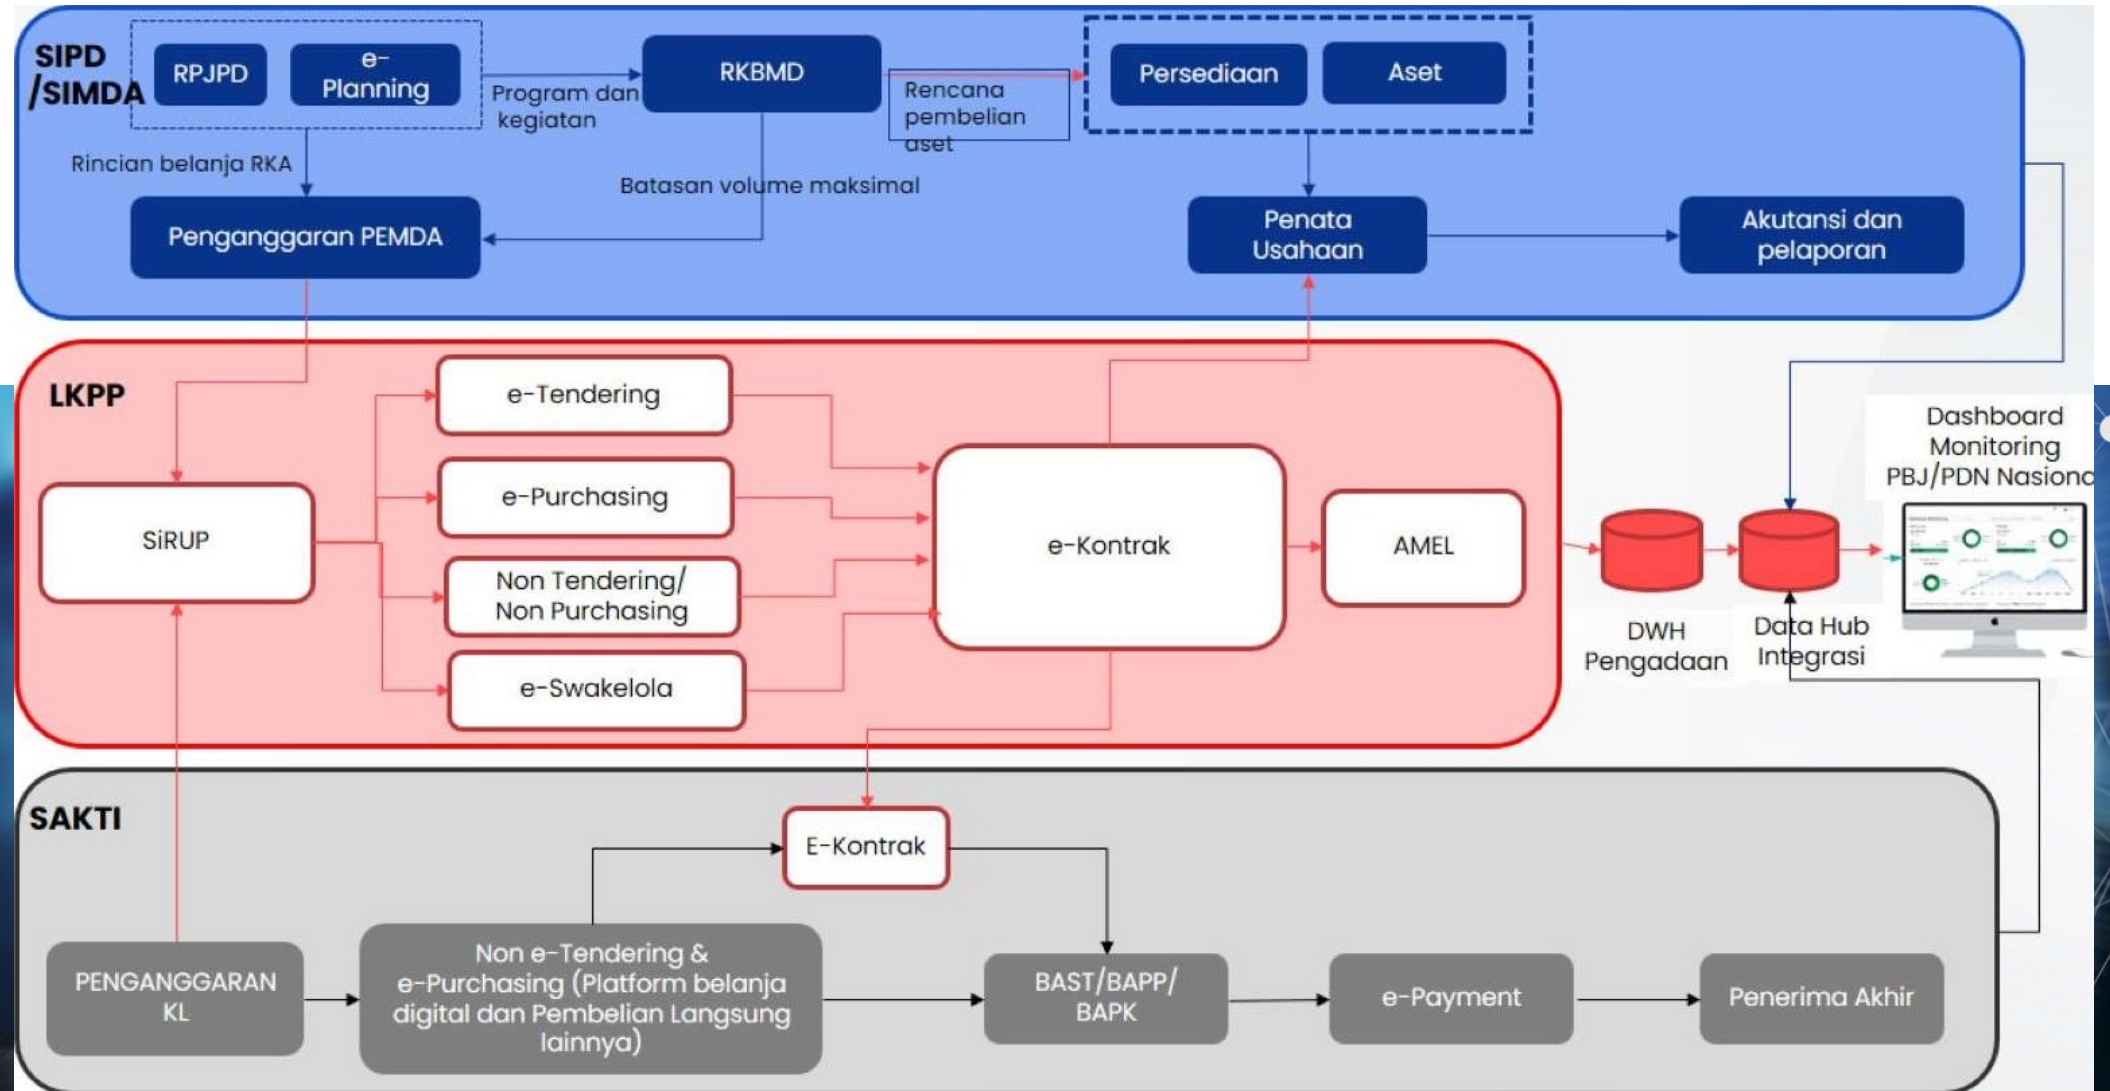 SIPD
/SIMDA
RPJPD
e-
Planning
Program dan
kegiatan
RKBMD
Rencana
pembelian
aset
Persediaan
Aset
Rincian belanja RKA
Batasan volume maksimal
Penganggaran PEMDA
Penata
Usahaan
Akutansi dan
pelaporan
LKPP
SiRUP
e-Tendering
e-Purchasing
Non Tendering/
Non Purchasing
e-Swakelola
e-Kontrak
AMEL
DWH
Pengadaan
Data Hub
Integrasi
Dashboard
Monitoring
PBJ/PDN Nasiona
SAKTI
E-Kontrak
PENGANGGARAN
KL
Non e-Tendering &
e-Purchasing (Platform belanja
digital dan Pembelian Langsung
lainnya)
BAST/BAPP/
BAPK
e-Payment
Penerima Akhir